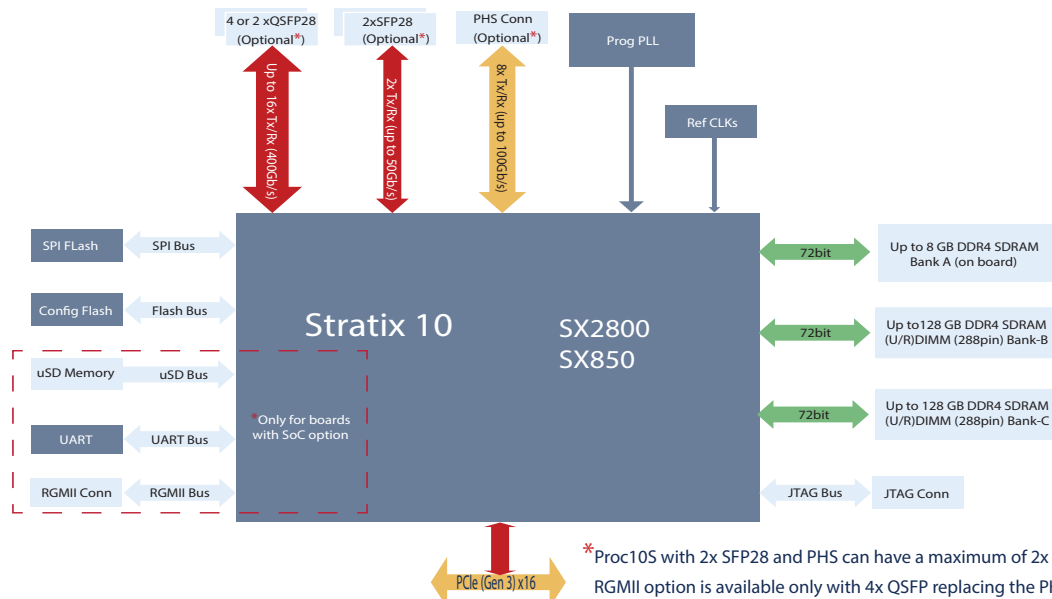 4 or 2 xQSFP28
(Optional*)
2xSFP28
(Optional*)
PHS Conn
(Optional*)
Prog PLL
Up to 16x Tx/Rx (400Gb/s)
2x Tx/Rx (up to 50Gb/s)
8x Tx/Rx (up to 100Gb/s)
Ref CLKs
SPI FLash
SPI Bus
72bit
Up to 8 GB DDR4 SDRAM
Bank A (on board)
Config Flash
Flash Bus
Stratix 10
SX2800
SX850
72bit
Up to128 GB DDR4 SDRAM
(U/R)DIMM (288pin) Bank-B
uSD Memory
uSD Bus
*Only for boards
with SoC option
72bit
Up to 128 GB DDR4 SDRAM
(U/R)DIMM (288pin) Bank-C
UART
UART Bus
RGMII Conn
RGMII Bus
JTAG Bus
JTAG Conn
PCIe (Gen 3) x16
*Proc10S with 2x SFP28 and PHS can have a maximum of 2x
RGMII option is available only with 4x QSFP replacing the